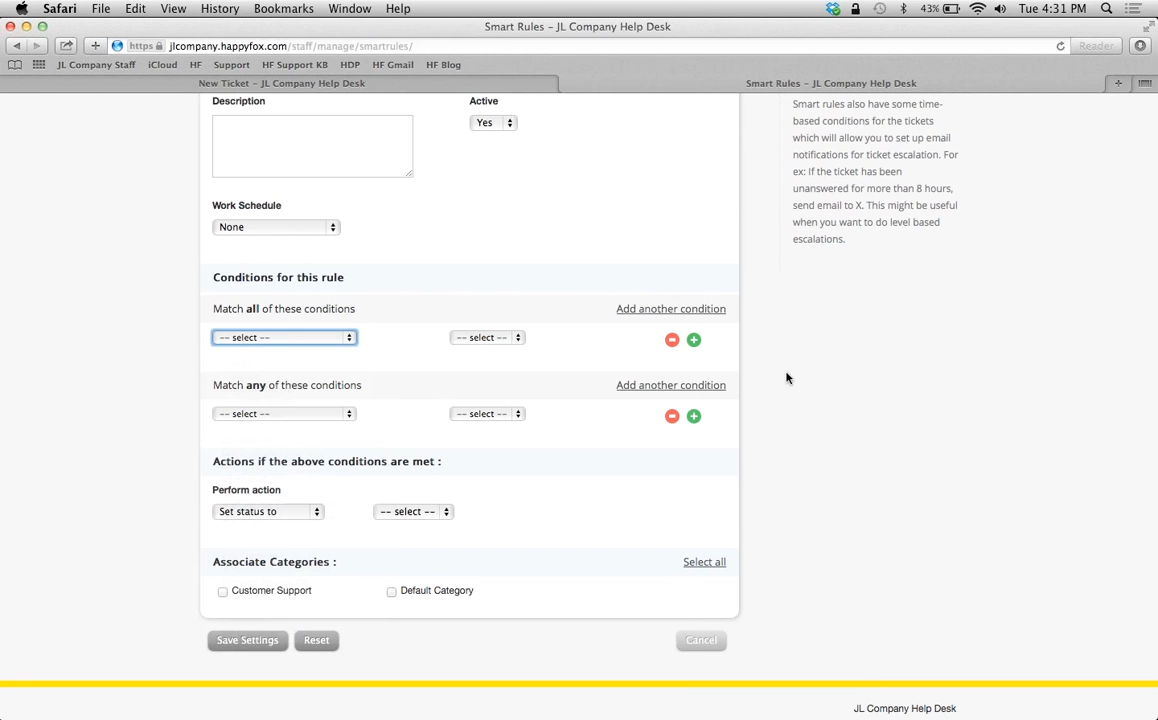 Safari File Edit View History Bookmarks Window Help 43% Tue 4:31 PM
Smart Rules – JL Company Help Desk
https jlcompany.happyfox.com/staff/manage/smartrules/ Reader
JL Company Staff iCloud HF Support HF Support KB HDP HF Gmail HF Blog
New Ticket – JL Company Help Desk Smart Rules – JL Company Help Desk
Description Active
Yes
Work Schedule
None
Smart rules also have some time-
based conditions for the tickets
which will allow you to set up email
notifications for ticket escalation. For
ex: If the ticket has been
unanswered for more than 8 hours,
send email to X. This might be useful
when you want to do level based
escalations.
Conditions for this rule
Match all of these conditions Add another condition
-- select -- -- select --
Match any of these conditions Add another condition
-- select -- -- select --
Actions if the above conditions are met :
Perform action
Set status to -- select --
Associate Categories : Select all
Customer Support Default Category
Save Settings Reset Cancel
JL Company Help Desk